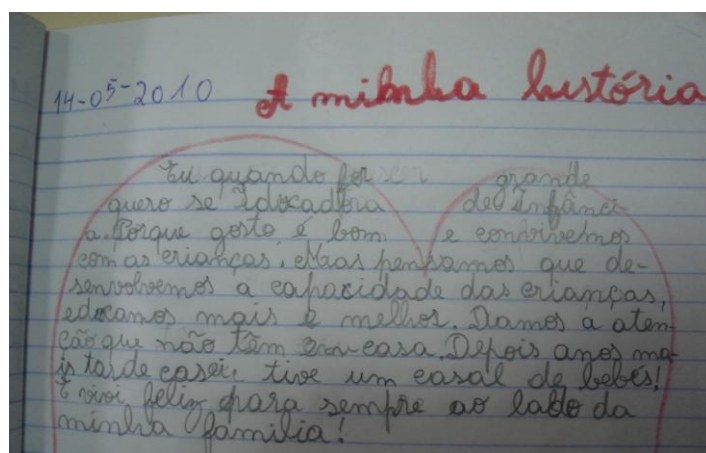 14-05-2010 A minha história
Eu quando for grande
quero se Edocadora de Infânci-
a. Porque gosto é bom e convivemos
com as crianças. Mas pensamos que de-
senvolvemos a capacidade das crianças,
edocamos mais e melhor. Damos a aten-
ção que não têm em casa. Depois anos ma-
is tarde casei, tive um casal de bebés!
E vivi feliz para sempre ao lado da
minha família!